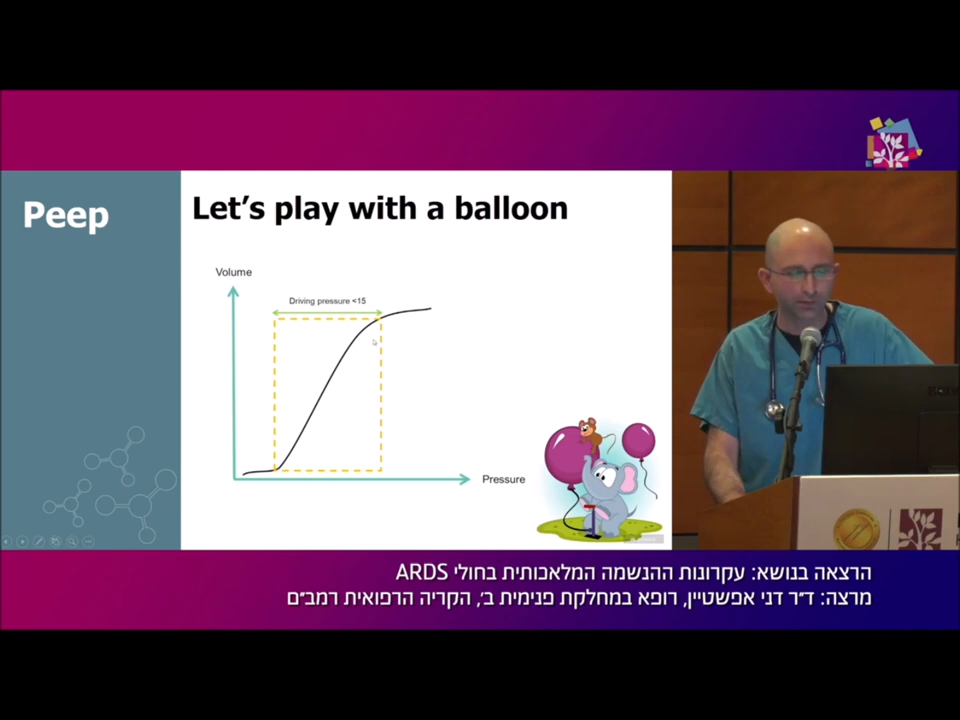 Peep
Let's play with a balloon
Volume
Driving pressure <15
Pressure
הרצאה בנושא: עקרונות ההנשמה המלאכותית בחולי ARDS
מרצה: ד״ר דני אפשטיין, רופא במחלקת פנימית ב׳, הקריה הרפואית רמב״ם